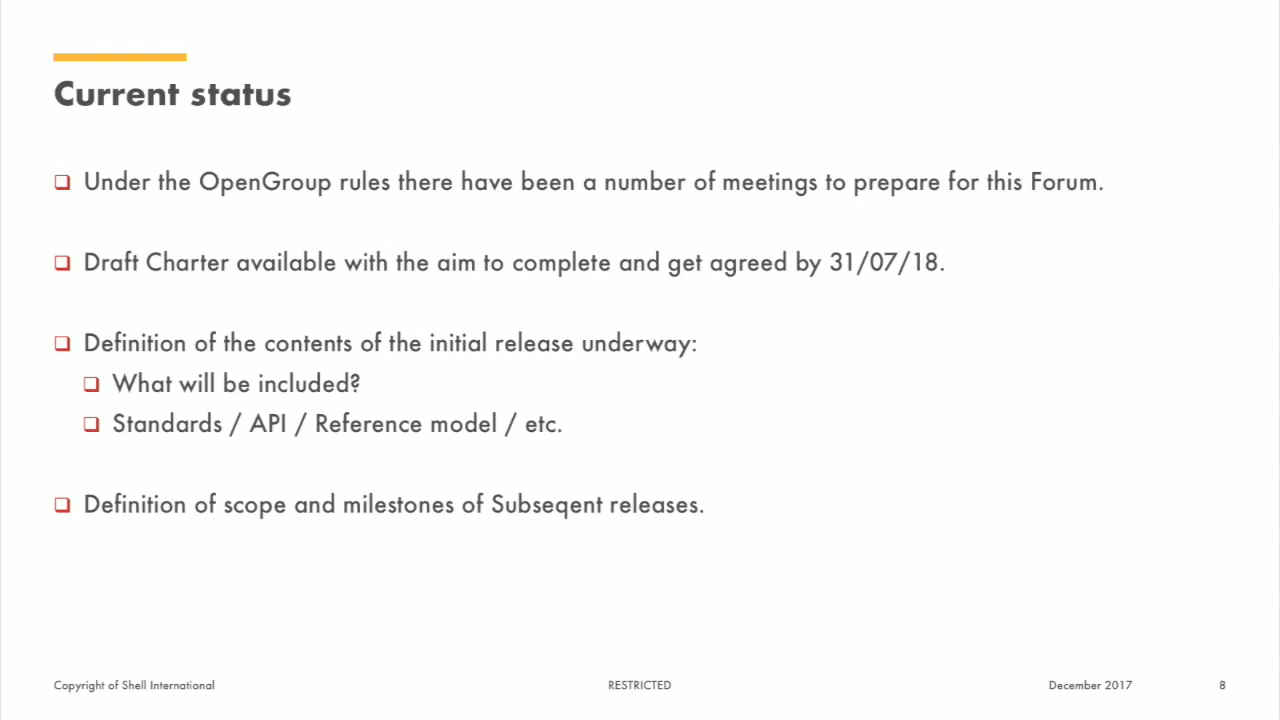 Current status
Under the OpenGroup rules there have been a number of meetings to prepare for this Forum.
Draft Charter available with the aim to complete and get agreed by 31/07/18.
Definition of the contents of the initial release underway:
What will be included?
Standards / API / Reference model / etc.
Definition of scope and milestones of Subseqent releases.
Copyright of Shell International
RESTRICTED
December 2017
8